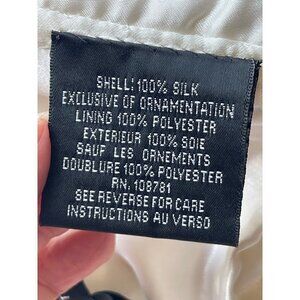 SHELL: 100% SILK
EXCLUSIVE OF ORNAMENTATION
LINING 100% POLYESTER
EXTERIEUR 100% SOIE
SAUF LES ORNEMENTS
DOUBLURE 100% POLYESTER
RN. 108781
SEE REVERSE FOR CARE
INSTRUCTIONS AU VERSO